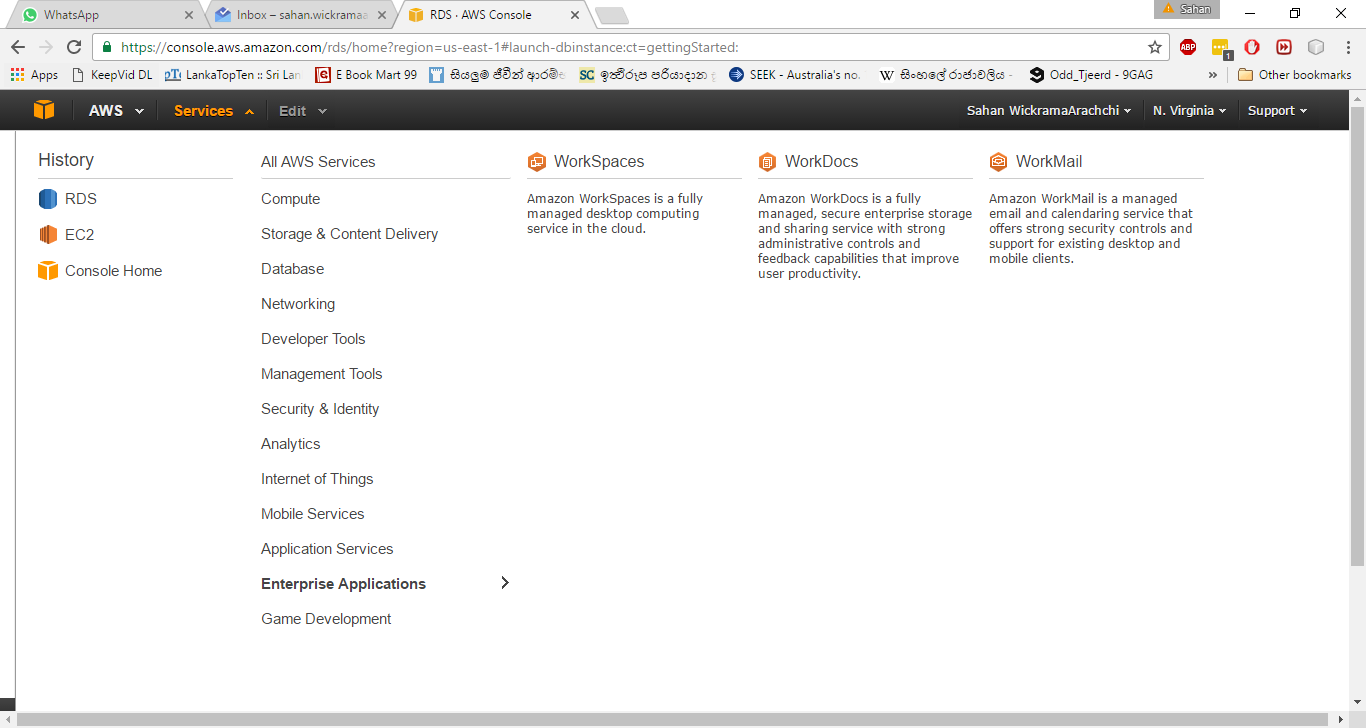 WhatsApp
Inbox – sahan.wickramaa
RDS · AWS Console
Sahan
https://console.aws.amazon.com/rds/home?region=us-east-1#launch-dbinstance:ct=gettingStarted:
ABP
1
Apps
KeepVid DL
LankaTopTen :: Sri Lan
E Book Mart 99
සියලුම ජීවීන් ආරම්භ
SC
SEEK - Australia's no.
W සිංහලේ රාජාවලිය -
Odd_Tjeerd - 9GAG
»
Other bookmarks
AWS
Services
Edit
Sahan WickramaArachchi
N. Virginia
Support
History
RDS
EC2
Console Home
All AWS Services
Compute
Storage & Content Delivery
Database
Networking
Developer Tools
Management Tools
Security & Identity
Analytics
Internet of Things
Mobile Services
Application Services
Enterprise Applications
Game Development
WorkSpaces
Amazon WorkSpaces is a fully
managed desktop computing
service in the cloud.
WorkDocs
Amazon WorkDocs is a fully
managed, secure enterprise storage
and sharing service with strong
administrative controls and
feedback capabilities that improve
user productivity.
WorkMail
Amazon WorkMail is a managed
email and calendaring service that
offers strong security controls and
support for existing desktop and
mobile clients.